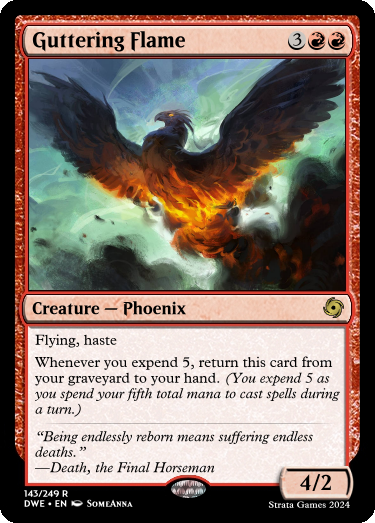 Guttering Flame 3
Creature — Phoenix
Flying, haste
Whenever you expend 5, return this card from
your graveyard to your hand. (You expend 5 as
you spend your fifth total mana to cast spells during
a turn.)
“Being endlessly reborn means suffering endless
deaths.”
—Death, the Final Horseman
4/2
143/249 R
DWE • EN SomeAnna
Strata Games 2024